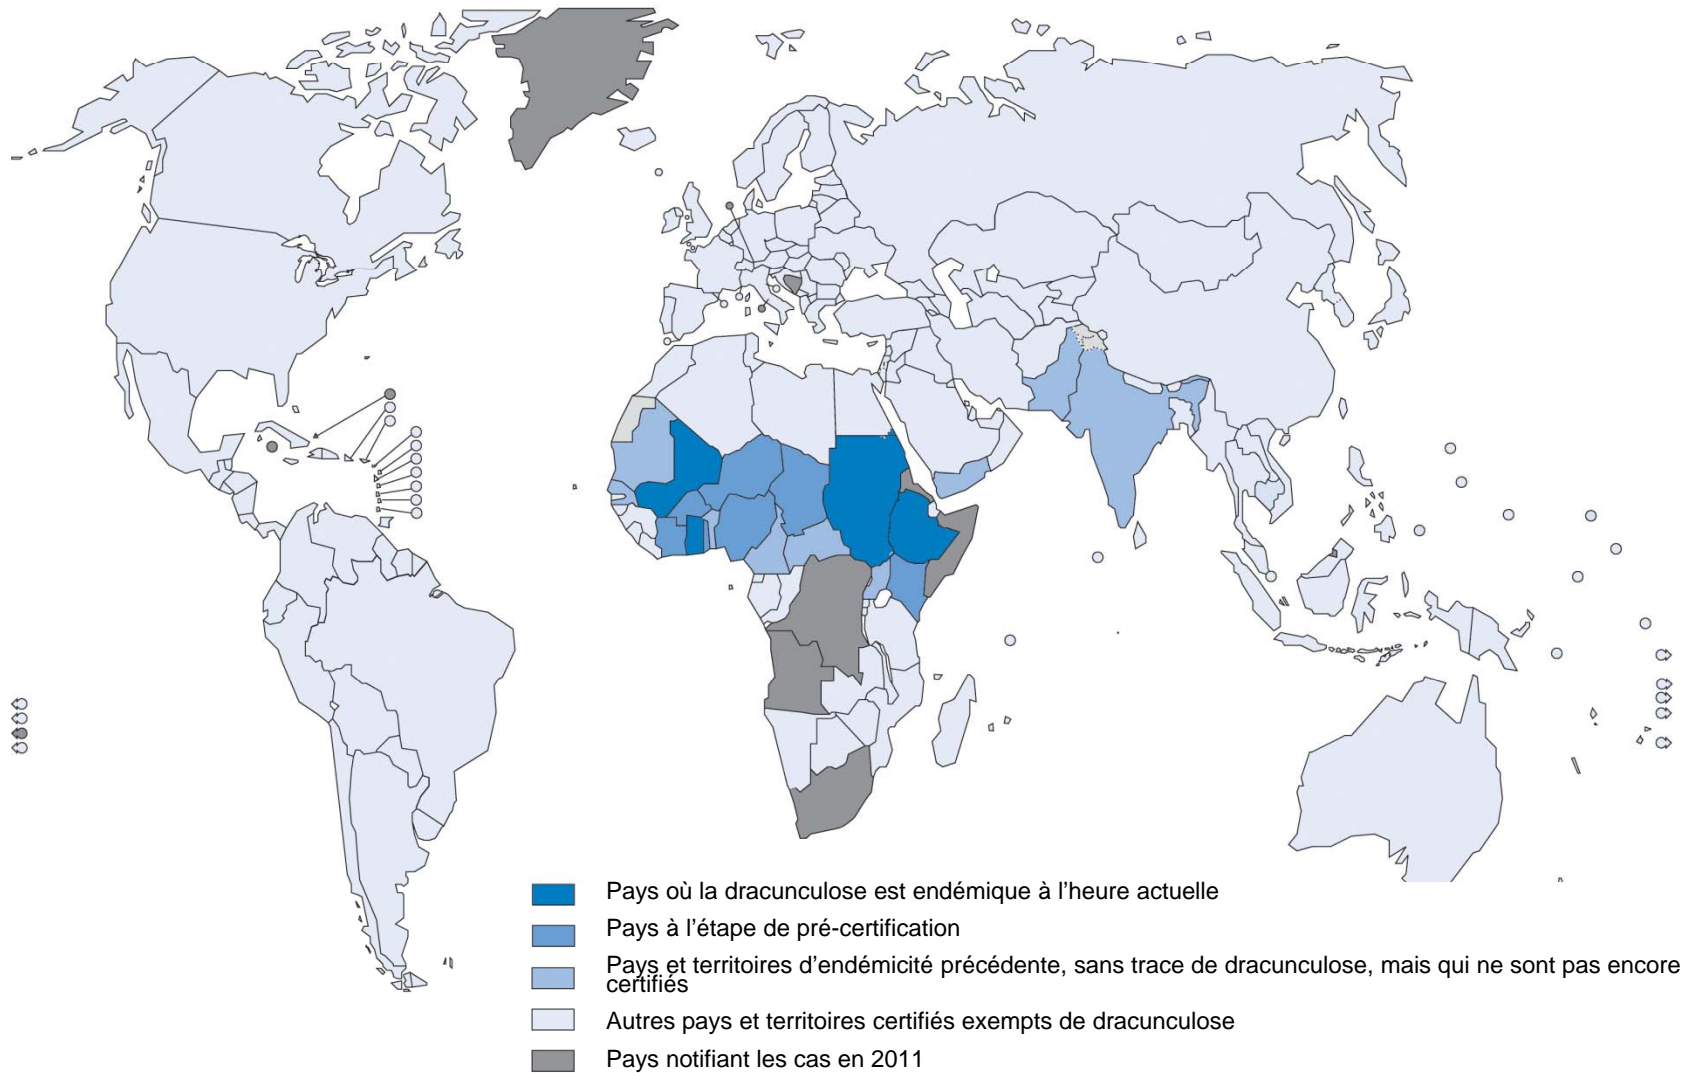 Pays où la dracunculose est endémique à l’heure actuelle
Pays à l’étape de pré-certification
Pays et territoires d'endémicité précédente, sans trace de dracunculose, mais qui ne sont pas encore
certifiés
Autres pays et territoires certifiés exempts de dracunculose
Pays notifiant les cas en 2011